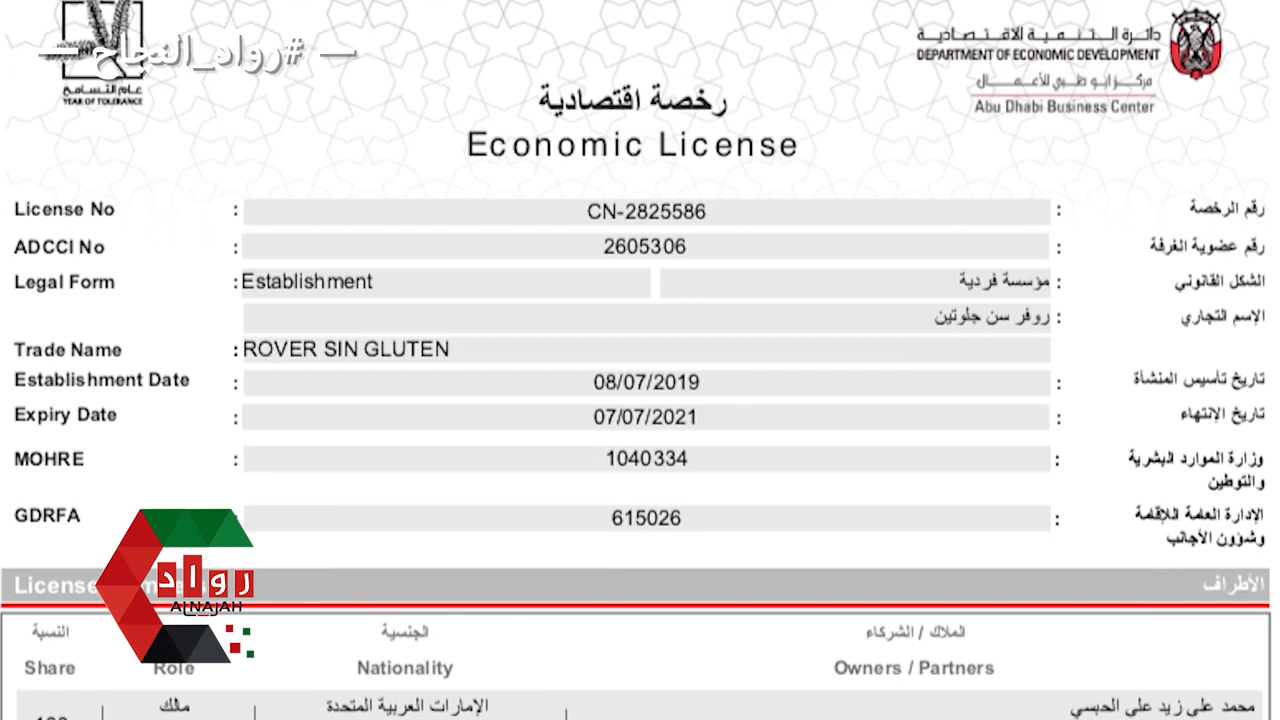 #رواد_النجاح
عام التسامح
YEAR OF TOLERANCE
دائرة التنمية الاقتصادية
DEPARTMENT OF ECONOMIC DEVELOPMENT
مركز ابوظبي للأعمال
Abu Dhabi Business Center
رخصة اقتصادية
Economic License
License No : CN-2825586 : رقم الرخصة
ADCCI No : 2605306 : رقم عضوية الغرفة
Legal Form : Establishment مؤسسة فردية : الشكل القانوني
روفر سن جلوتين : الإسم التجاري
Trade Name : ROVER SIN GLUTEN
Establishment Date : 08/07/2019 : تاريخ تأسيس المنشأة
Expiry Date : 07/07/2021 : تاريخ الإنتهاء
MOHRE : 1040334 : وزارة الموارد البشرية
والتوطين
GDRFA : 615026 : الإدارة العامة للاقامة
وشؤون الأجانب
رواد
ALNAJAH
License الأطراف
النسبة الجنسية الملاك / الشركاء
Share Role Nationality Owners / Partners
مالك الإمارات العربية المتحدة محمد على زيد على الحبسي